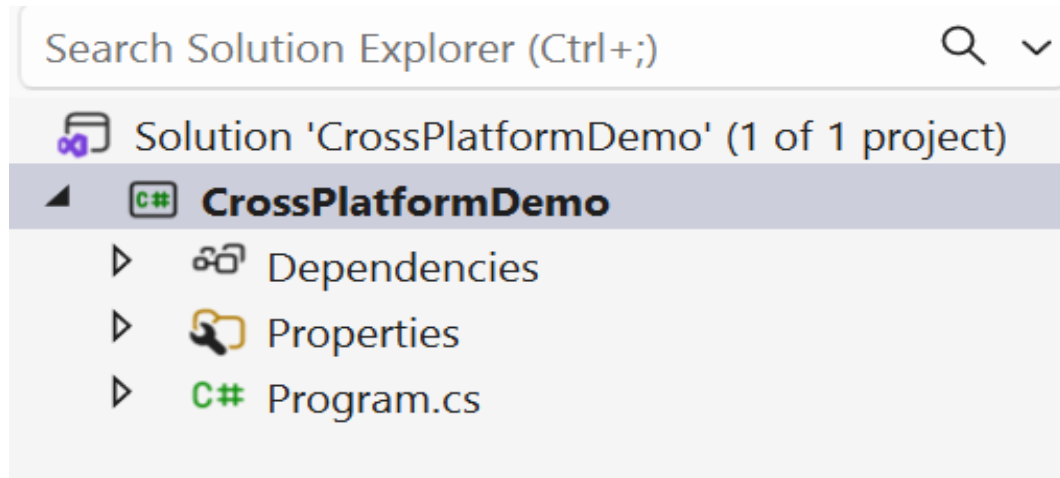 Search Solution Explorer (Ctrl+;)
Solution 'CrossPlatformDemo' (1 of 1 project)
C# CrossPlatformDemo
Dependencies
Properties
C# Program.cs